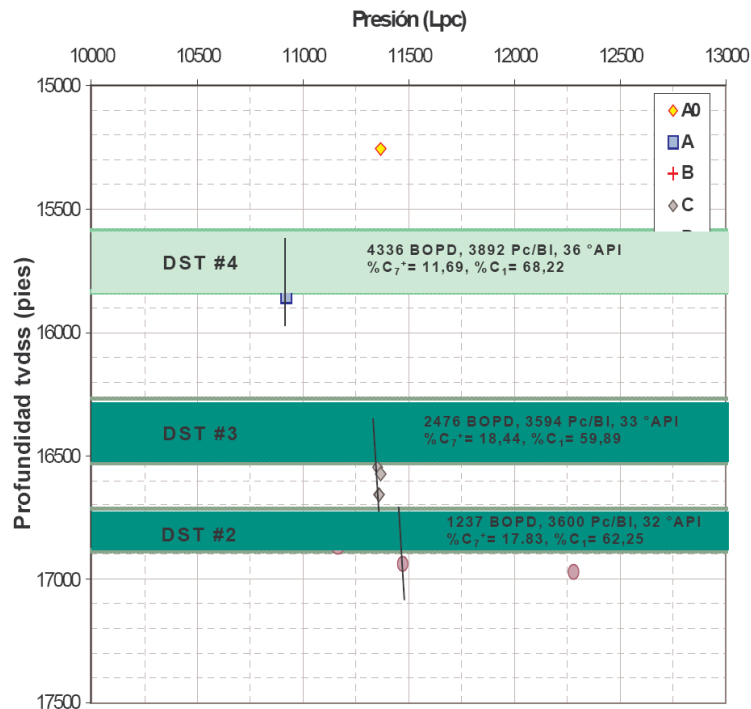 Presión (Lpc)
10000 10500 11000 11500 12000 12500 13000
Profundidad tvdss (pies)
15000
15500
16000
16500
17000
17500
A0
A
B
C
DST #4
4336 BOPD, 3892 Pc/Bl, 36 °API
%C7+= 11,69, %C1= 68,22
DST #3
2476 BOPD, 3594 Pc/Bl, 33 °API
%C7+= 18,44, %C1= 59,89
DST #2
1237 BOPD, 3600 Pc/Bl, 32 °API
%C7+= 17.83, %C1= 62,25